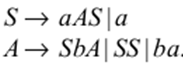 S → aAS|a
A → SbA|SS|ba.